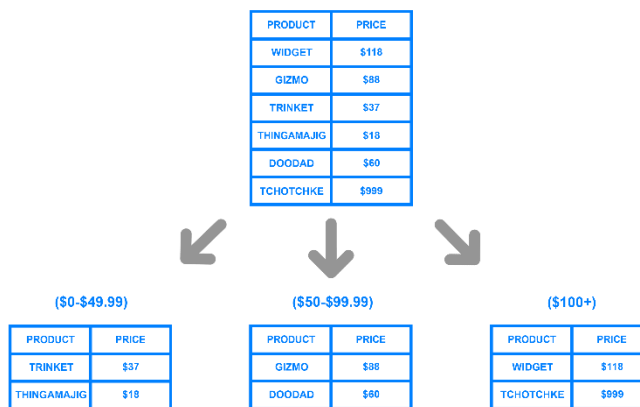 PRODUCT PRICE
WIDGET $118
GIZMO $88
TRINKET $37
THINGAMAJIG $18
DOODAD $60
TCHOTCHKE $999
($0-$49.99) ($50-$99.99) ($100+)
PRODUCT PRICE PRODUCT PRICE PRODUCT PRICE
TRINKET $37 GIZMO $88 WIDGET $118
THINGAMAJIG $18 DOODAD $60 TCHOTCHKE $999